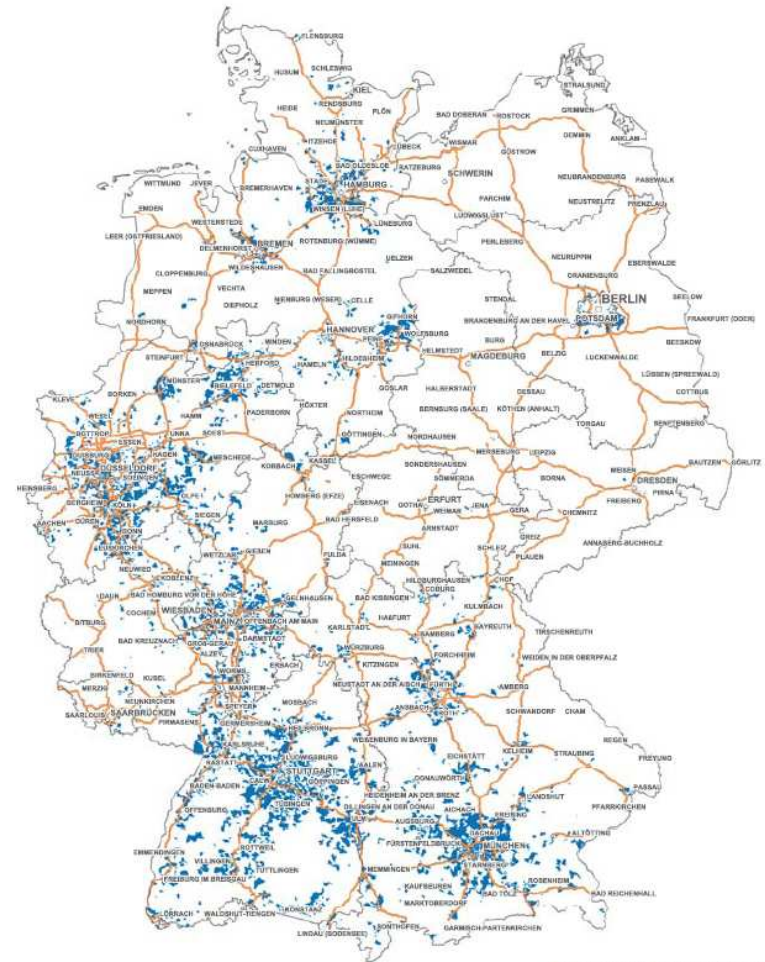 FLENSBURG
SCHLESWIG
HUSUM
KIEL
RENDSBURG
HEIDE
PLÖN
NEUMÜNSTER
STRALSUND
GRIMMEN
BAD DOBERAN
ROSTOCK
DEMMIN
ANKLAM
ITZEHOE
CUXHAVEN
LÜBECK
WISMAR
GÜSTROW
BAD OLDESLOE
RATZEBURG
SCHWERIN
WITTMUND
JEVER
BREMERHAVEN
STADE
HAMBURG
NEUBRANDENBURG
PASEWALK
EMDEN
WINSEN (LUHE)
PARCHIM
NEUSTRELITZ
PRENZLAU
WESTERSTEDE
LÜNEBURG
LUDWIGSLUST
LEER (OSTFRIESLAND)
DELMENHORST
BREMEN
ROTENBURG (WÜMME)
PERLEBERG
UELZEN
NEURUPPIN
EBERSWALDE
CLOPPENBURG
WILDESHAUSEN
BAD FALLINGBOSTEL
SALZWEDEL
ORANIENBURG
MEPPEN
VECHTA
DIEPHOLZ
NIENBURG (WESER)
CELLE
STENDAL
BERLIN
SEELOW
NORDHORN
GIFHORN
BRANDENBURG AN DER HAVEL
POTSDAM
FRANKFURT (ODER)
HANNOVER
WOLFSBURG
OSNABRÜCK
MINDEN
PEINE
BURG
BEESKOW
STEINFURT
HERFORD
HAMELN
HILDESHEIM
HELMSTEDT
MAGDEBURG
BELZIG
LUCKENWALDE
MÜNSTER
BIELEFELD
DETMOLD
GOSLAR
HALBERSTADT
DESSAU
LÜBBEN (SPREEWALD)
KLEVE
BORKEN
COTTBUS
WESEL
HAMM
PADERBORN
HÖXTER
NORTHEIM
BERNBURG (SAALE)
KÖTHEN (ANHALT)
BOTTROP
UNNA
SOEST
TORGAU
SENFTENBERG
ESSEN
GÖTTINGEN
NORDHAUSEN
DUISBURG
HAGEN
MESCHEDE
KASSEL
MERSEBURG
LEIPZIG
DÜSSELDORF
KORBACH
SONDERSHAUSEN
MEISEN
BAUTZEN
GÖRLITZ
NEUSS
SOLINGEN
ESCHWEGE
SÖMMERDA
BORNA
DRESDEN
HEINSBERG
OLPE
HOMBERG (EFZE)
EISENACH
ERFURT
PIRNA
BERGHEIM
KÖLN
GOTHA
WEIMAR
JENA
GERA
FREIBERG
AACHEN
DÜREN
SIEGEN
MARBURG
BAD HERSFELD
ARNSTADT
CHEMNITZ
BONN
EUSKIRCHEN
WETZLAR
GIEßEN
SUHL
SCHLEIZ
GREIZ
ANNABERG-BUCHHOLZ
NEUWIED
FULDA
MEININGEN
PLAUEN
KOBLENZ
HILDBURGHAUSEN
HOF
DAUN
BAD HOMBURG VON DER HÖHE
GELNHAUSEN
BAD KISSINGEN
COBURG
COCHEM
WIESBADEN
KULMBACH
BITBURG
MAINZ
OFFENBACH AM MAIN
HAßFURT
KARLSTADT
BAYREUTH
BAD KREUZNACH
GROß-GERAU
DARMSTADT
BAMBERG
TIRSCHENREUTH
TRIER
ALZEY
WÜRZBURG
FORCHHEIM
WEIDEN IN DER OBERPFALZ
BIRKENFELD
KUSEL
WORMS
ERBACH
KITZINGEN
MERZIG
MANNHEIM
NEUSTADT AN DER AISCH
FÜRTH
AMBERG
NEUNKIRCHEN
MOSBACH
SAARLOUIS
SAARBRÜCKEN
SPEYER
ANSBACH
ROTH
SCHWANDORF
CHAM
PIRMASENS
GERMERSHEIM
HEILBRONN
WEIßENBURG IN BAYERN
REGEN
KARLSRUHE
LUDWIGSBURG
EICHSTÄTT
KELHEIM
STRAUBING
FREYUNG
RASTATT
STUTTGART
AALEN
BADEN-BADEN
CALW
GÖPPINGEN
DONAUWÖRTH
PASSAU
HEIDENHEIM AN DER BRENZ
LANDSHUT
OFFENBURG
TÜBINGEN
DILLINGEN AN DER DONAU
AICHACH
PFARRKIRCHEN
ULM
AUGSBURG
FREISING
DACHAU
ALTÖTTING
EMMENDINGEN
ROTTWEIL
FÜRSTENFELDBRUCK
MÜNCHEN
VILLINGEN
TUTTLINGEN
MEMMINGEN
STARNBERG
FREIBURG IM BREISGAU
KAUFBEUREN
ROSENHEIM
BAD TÖLZ
BAD REICHENHALL
MARKTOBERDORF
LÖRRACH
WALDSHUT-TIENGEN
KONSTANZ
LINDAU (BODENSEE)
SONTHOFEN
GARMISCH-PARTENKIRCHEN